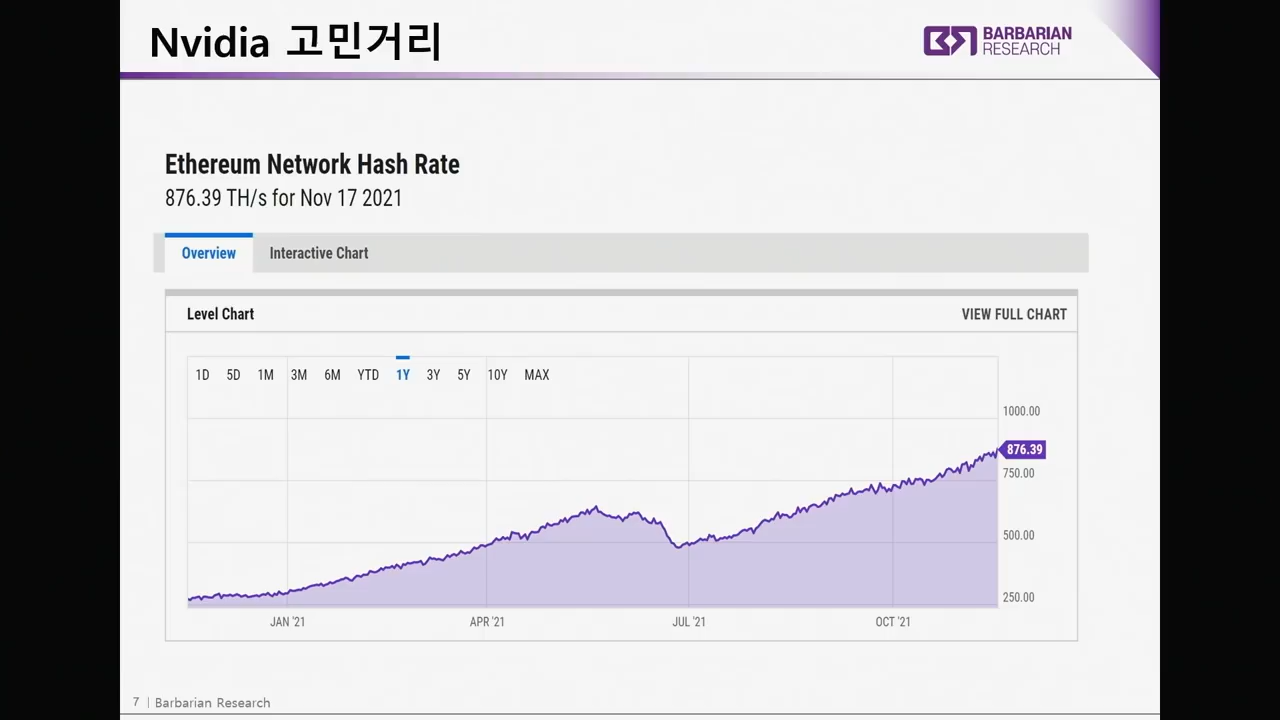 Nvidia 고민거리
BARBARIAN
RESEARCH
Ethereum Network Hash Rate
876.39 TH/s for Nov 17 2021
Overview Interactive Chart
Level Chart VIEW FULL CHART
1D 5D 1M 3M 6M YTD 1Y 3Y 5Y 10Y MAX
1000.00
876.39
750.00
500.00
250.00
JAN '21 APR '21 JUL '21 OCT '21
7 | Barbarian Research